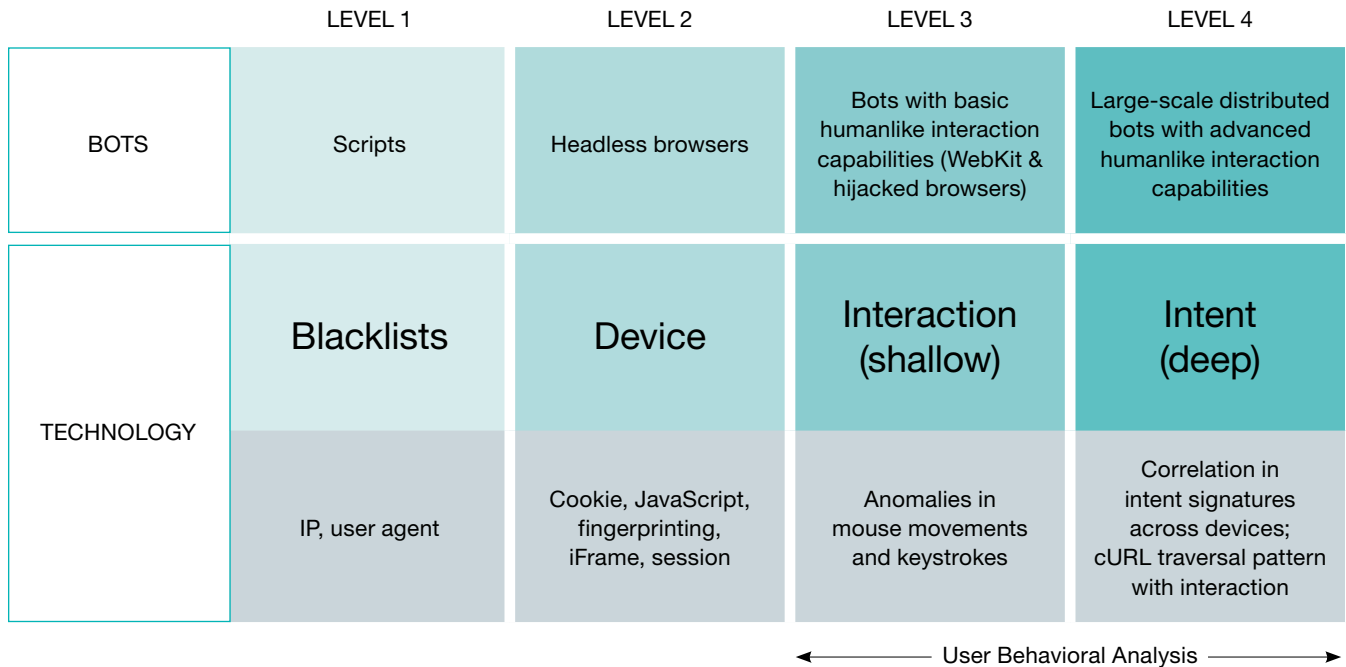 LEVEL 1
LEVEL 2
LEVEL 3
LEVEL 4
BOTS
Scripts
Headless browsers
Bots with basic
humanlike interaction
capabilities (WebKit &
hijacked browsers)
Large-scale distributed
bots with advanced
humanlike interaction
capabilities
TECHNOLOGY
Blacklists
Device
Interaction
(shallow)
Intent
(deep)
IP, user agent
Cookie, JavaScript,
fingerprinting,
iFrame, session
Anomalies in
mouse movements
and keystrokes
Correlation in
intent signatures
across devices;
cURL traversal pattern
with interaction
User Behavioral Analysis